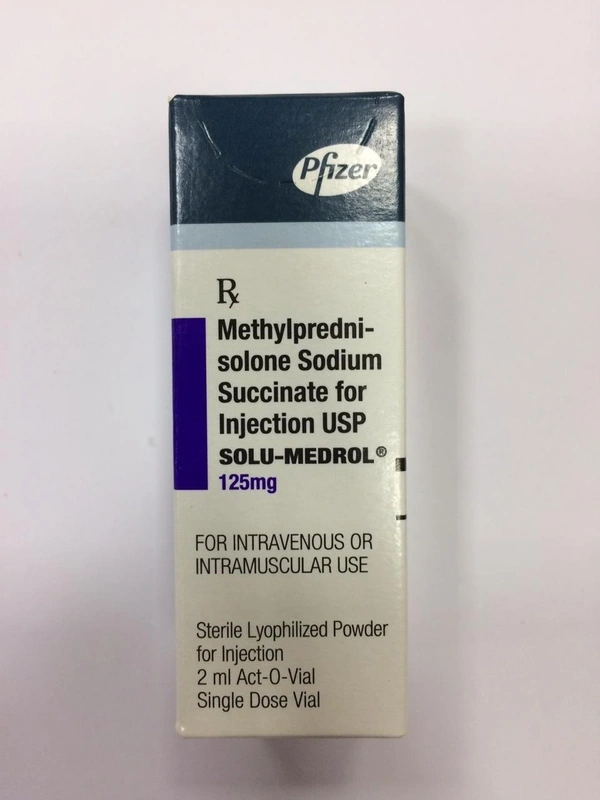 Pfizer
Rx
Methylpredni-
solone Sodium
Succinate for
Injection USP
SOLU-MEDROL®
125mg
FOR INTRAVENOUS OR
INTRAMUSCULAR USE
Sterile Lyophilized Powder
for Injection
2 ml Act-O-Vial
Single Dose Vial